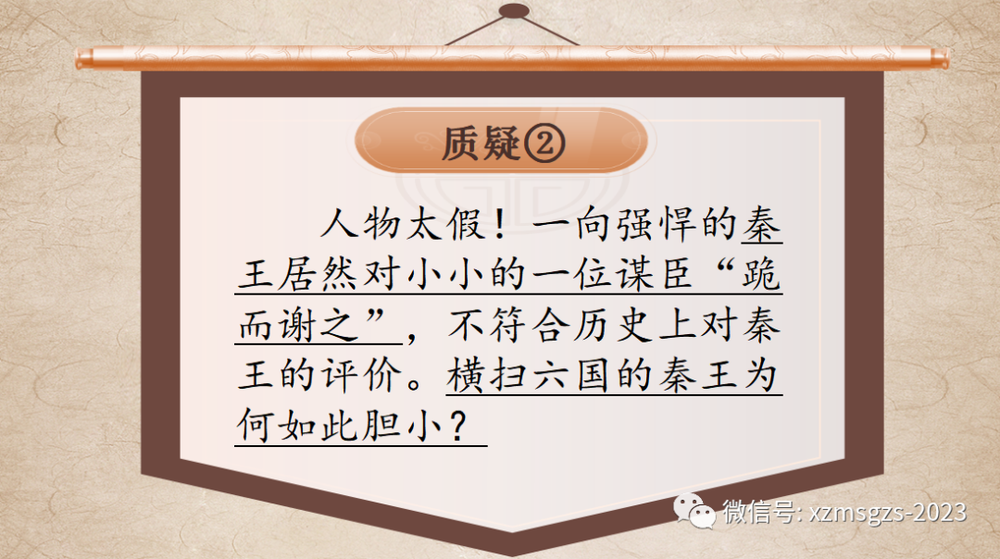 质疑②
人物太假！一向强悍的秦
王居然对小小的一位谋臣“跪
而谢之”，不符合历史上对秦
王的评价。横扫六国的秦王为
何如此胆小？
微信号: xzmsgzs-2023